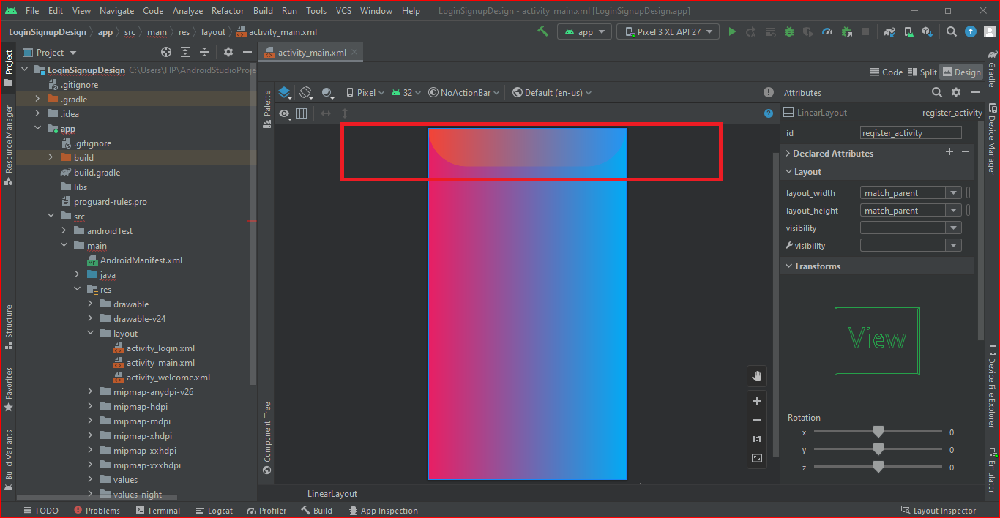 File Edit View Navigate Code Analyze Refactor Build Run Tools VCS Window Help LoginSignupDesign - activity_main.xml [LoginSignupDesign.app]
LoginSignupDesign app src main res layout activity_main.xml app Pixel 3 XL API 27
Project activity_main.xml
LoginSignupDesign C:\Users\HP\AndroidStudioProje
.gitignore
.gradle
.idea
app
.gitignore
build
build.gradle
libs
proguard-rules.pro
src
androidTest
main
AndroidManifest.xml
java
res
drawable
drawable-v24
layout
activity_login.xml
activity_main.xml
activity_welcome.xml
mipmap-anydpi-v26
mipmap-hdpi
mipmap-mdpi
mipmap-xhdpi
mipmap-xxhdpi
mipmap-xxxhdpi
values
values-night
Project
Resource Manager
Structure
Favorites
Build Variants
Code Split Design
Pixel 32 NoActionBar Default (en-us)
Palette
Component Tree
1:1
LinearLayout
Attributes
LinearLayout register_activity
id register_activity
Declared Attributes
Layout
layout_width match_parent
layout_height match_parent
visibility
visibility
Transforms
View
Rotation
x 0
y 0
z 0
Gradle
Device Manager
Device File Explorer
Emulator
TODO Problems Terminal Logcat Profiler Build App Inspection Layout Inspector